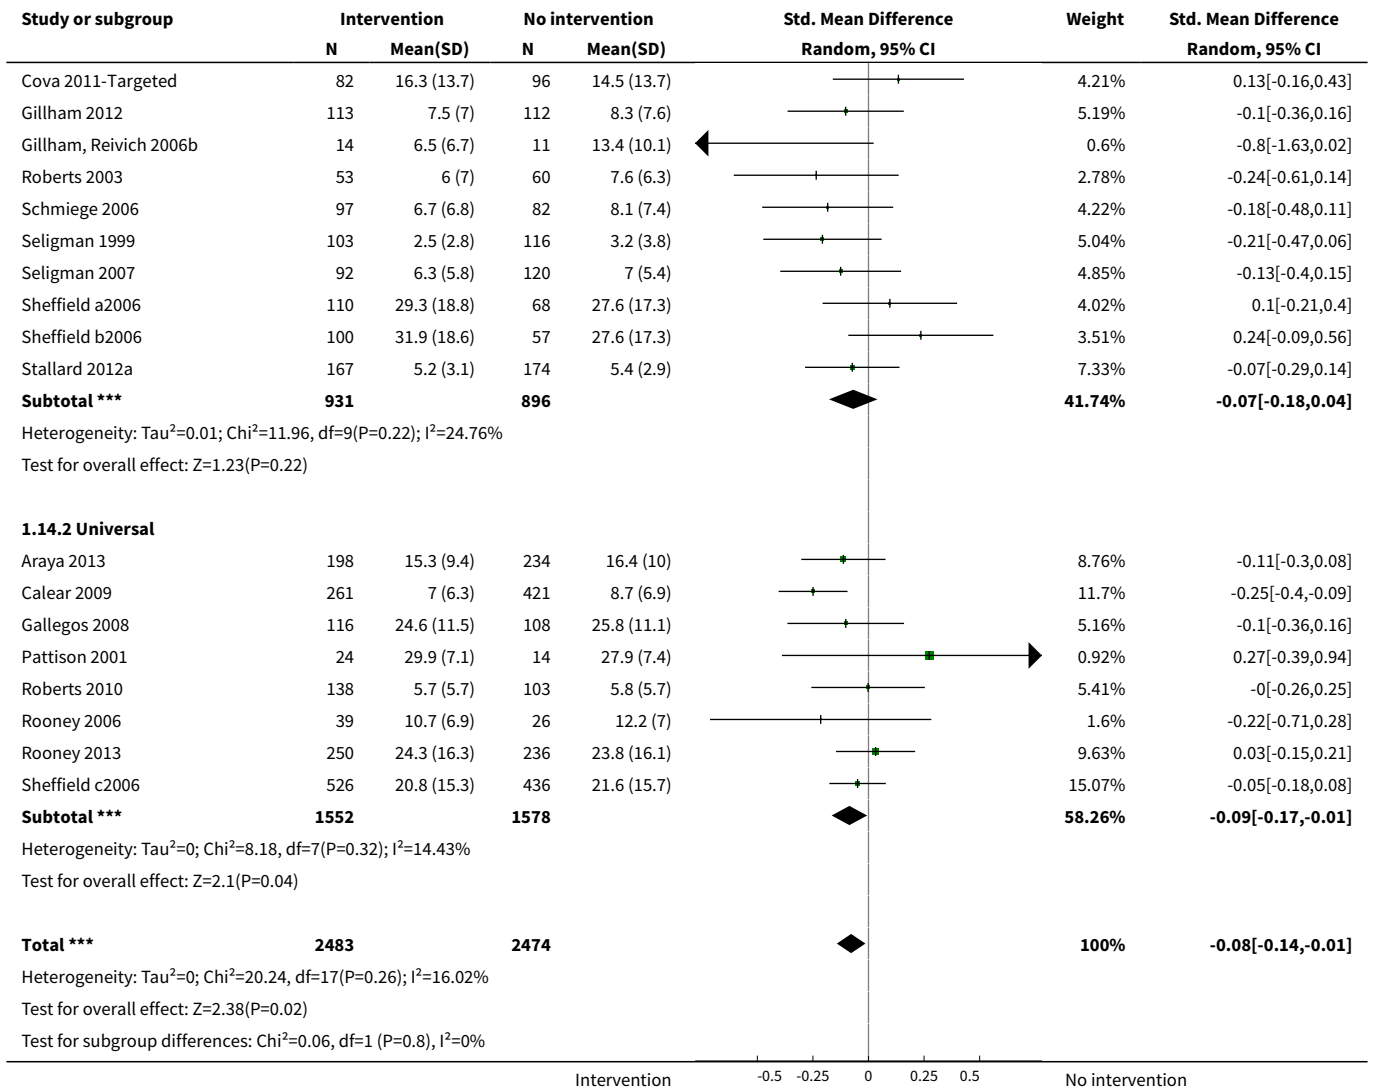 Study or subgroup Intervention No intervention Std. Mean Difference Weight Std. Mean Difference
N Mean(SD) N Mean(SD) Random, 95% CI Random, 95% CI
Cova 2011-Targeted 82 16.3 (13.7) 96 14.5 (13.7) 4.21% 0.13[-0.16,0.43]
Gillham 2012 113 7.5 (7) 112 8.3 (7.6) 5.19% -0.1[-0.36,0.16]
Gillham, Reivich 2006b 14 6.5 (6.7) 11 13.4 (10.1) 0.6% -0.8[-1.63,0.02]
Roberts 2003 53 6 (7) 60 7.6 (6.3) 2.78% -0.24[-0.61,0.14]
Schmiege 2006 97 6.7 (6.8) 82 8.1 (7.4) 4.22% -0.18[-0.48,0.11]
Seligman 1999 103 2.5 (2.8) 116 3.2 (3.8) 5.04% -0.21[-0.47,0.06]
Seligman 2007 92 6.3 (5.8) 120 7 (5.4) 4.85% -0.13[-0.4,0.15]
Sheffield a2006 110 29.3 (18.8) 68 27.6 (17.3) 4.02% 0.1[-0.21,0.4]
Sheffield b2006 100 31.9 (18.6) 57 27.6 (17.3) 3.51% 0.24[-0.09,0.56]
Stallard 2012a 167 5.2 (3.1) 174 5.4 (2.9) 7.33% -0.07[-0.29,0.14]
Subtotal *** 931 896 41.74% -0.07[-0.18,0.04]
Heterogeneity: Tau²=0.01; Chi²=11.96, df=9(P=0.22); I²=24.76%
Test for overall effect: Z=1.23(P=0.22)
1.14.2 Universal
Araya 2013 198 15.3 (9.4) 234 16.4 (10) 8.76% -0.11[-0.3,0.08]
Calear 2009 261 7 (6.3) 421 8.7 (6.9) 11.7% -0.25[-0.4,-0.09]
Gallegos 2008 116 24.6 (11.5) 108 25.8 (11.1) 5.16% -0.1[-0.36,0.16]
Pattison 2001 24 29.9 (7.1) 14 27.9 (7.4) 0.92% 0.27[-0.39,0.94]
Roberts 2010 138 5.7 (5.7) 103 5.8 (5.7) 5.41% -0[-0.26,0.25]
Rooney 2006 39 10.7 (6.9) 26 12.2 (7) 1.6% -0.22[-0.71,0.28]
Rooney 2013 250 24.3 (16.3) 236 23.8 (16.1) 9.63% 0.03[-0.15,0.21]
Sheffield c2006 526 20.8 (15.3) 436 21.6 (15.7) 15.07% -0.05[-0.18,0.08]
Subtotal *** 1552 1578 58.26% -0.09[-0.17,-0.01]
Heterogeneity: Tau²=0; Chi²=8.18, df=7(P=0.32); I²=14.43%
Test for overall effect: Z=2.1(P=0.04)
Total *** 2483 2474 100% -0.08[-0.14,-0.01]
Heterogeneity: Tau²=0; Chi²=20.24, df=17(P=0.26); I²=16.02%
Test for overall effect: Z=2.38(P=0.02)
Test for subgroup differences: Chi²=0.06, df=1 (P=0.8), I²=0%
Intervention -0.5 -0.25 0 0.25 0.5 No intervention